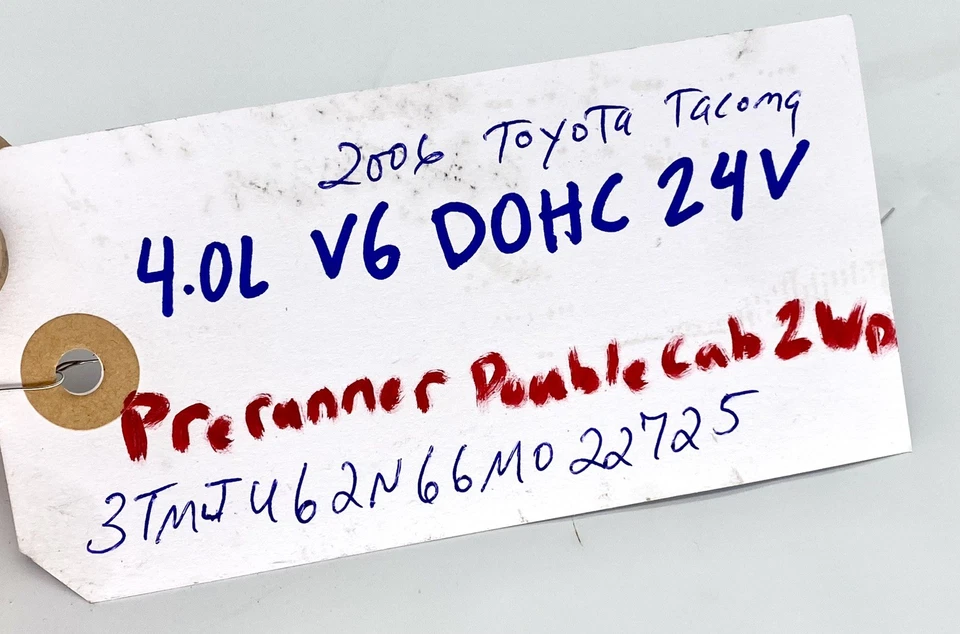 2006 Toyota Tacoma
4.0L V6 DOHC 24V
Prerunner Double Cab 2WD
3TMJU62N66M022725